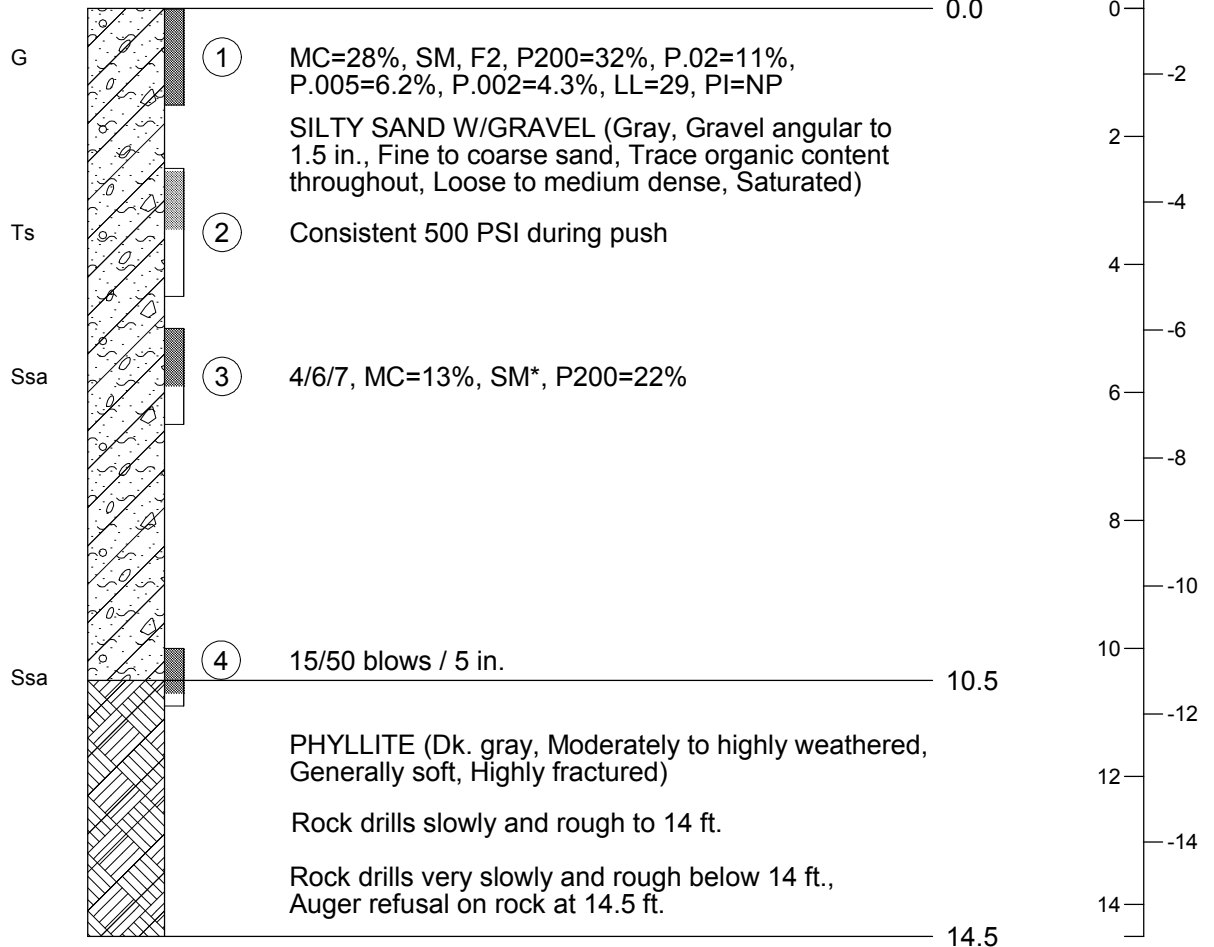 0.0
0
G
1
MC=28%, SM, F2, P200=32%, P.02=11%,
P.005=6.2%, P.002=4.3%, LL=29, PI=NP
-2
SILTY SAND W/GRAVEL (Gray, Gravel angular to
1.5 in., Fine to coarse sand, Trace organic content
throughout, Loose to medium dense, Saturated)
2
-4
Ts
2
Consistent 500 PSI during push
4
-6
Ssa
3
4/6/7, MC=13%, SM*, P200=22%
6
-8
8
-10
10
Ssa
4
15/50 blows / 5 in.
10.5
-12
PHYLLITE (Dk. gray, Moderately to highly weathered,
Generally soft, Highly fractured)
12
Rock drills slowly and rough to 14 ft.
-14
Rock drills very slowly and rough below 14 ft.,
Auger refusal on rock at 14.5 ft.
14
14.5